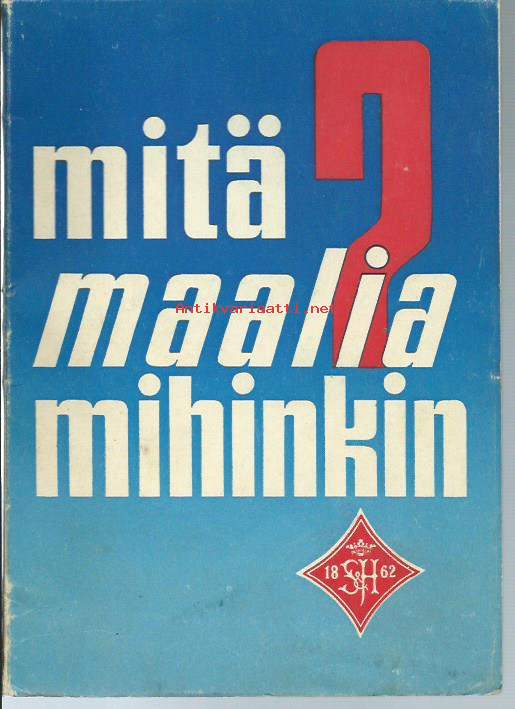 mitä ?
maalia
mihinkin
Antikvariaatti.net
18 S&H 62